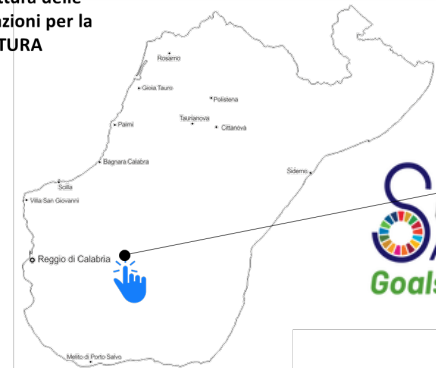 azioni per la
TURA
Rosarno
Gioia Tauro
Polistena
Taurianova
Cittanova
Palmi
Bagnara Calabra
Siderno
Scilla
Villa San Giovanni
Reggio di Calabria
Melito di Porto Salvo
Goals